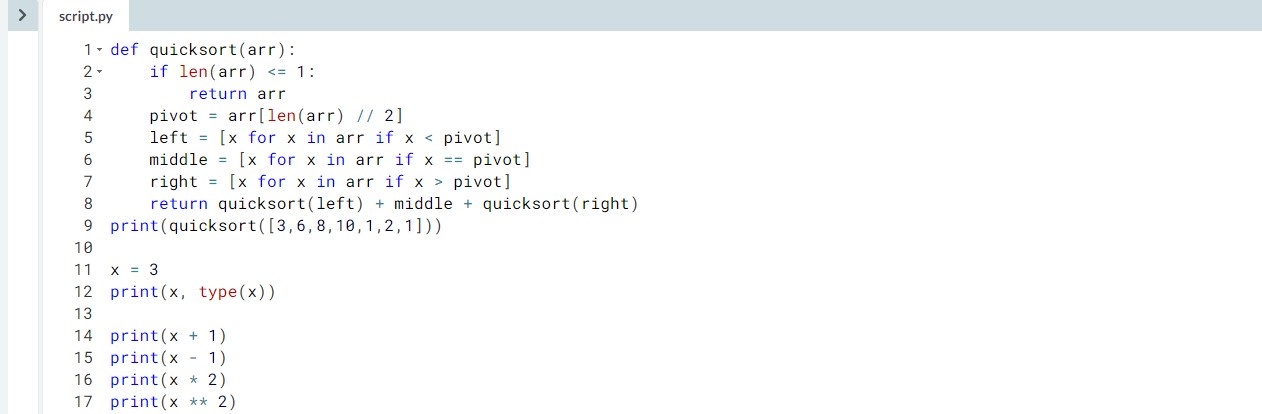 script.py
1 def quicksort(arr):
2     if len(arr) <= 1:
3         return arr
4     pivot = arr[len(arr) // 2]
5     left = [x for x in arr if x < pivot]
6     middle = [x for x in arr if x == pivot]
7     right = [x for x in arr if x > pivot]
8     return quicksort(left) + middle + quicksort(right)
9 print(quicksort([3,6,8,10,1,2,1]))
10
11 x = 3
12 print(x, type(x))
13
14 print(x + 1)
15 print(x - 1)
16 print(x * 2)
17 print(x ** 2)